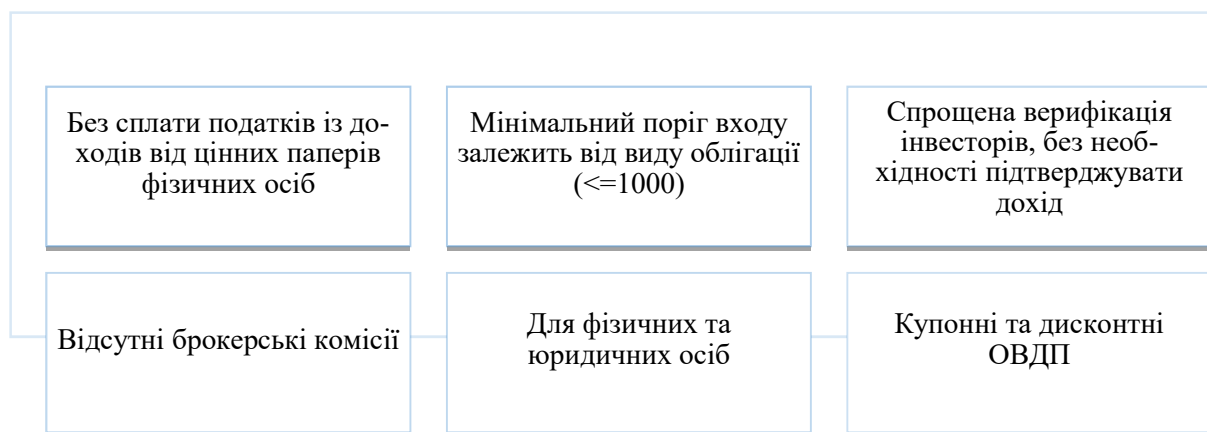 Без сплати податків із до-
ходів від цінних паперів
фізичних осіб
Мінімальний поріг входу
залежить від виду облігації
(<=1000)
Спрощена верифікація
інвесторів, без необ-
хідності підтверджувати
дохід
Відсутні брокерські комісії
Для фізичних та
юридичних осіб
Купонні та дисконтні
ОВДП